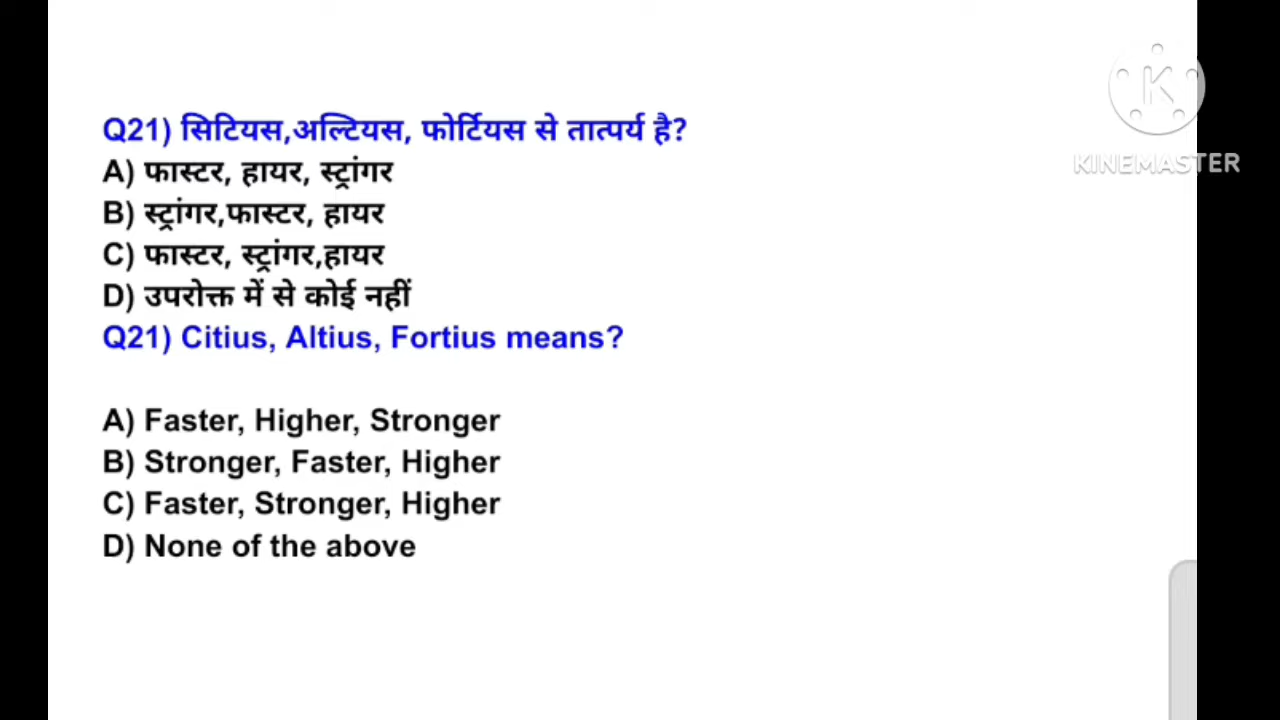 Q21) सिटियस,अल्टियस, फोर्टियस से तात्पर्य है?
A) फास्टर, हायर, स्ट्रांगर
B) स्ट्रांगर,फास्टर, हायर
C) फास्टर, स्ट्रांगर,हायर
D) उपरोक्त में से कोई नहीं
Q21) Citius, Altius, Fortius means?
A) Faster, Higher, Stronger
B) Stronger, Faster, Higher
C) Faster, Stronger, Higher
D) None of the above
K
KINEMASTER